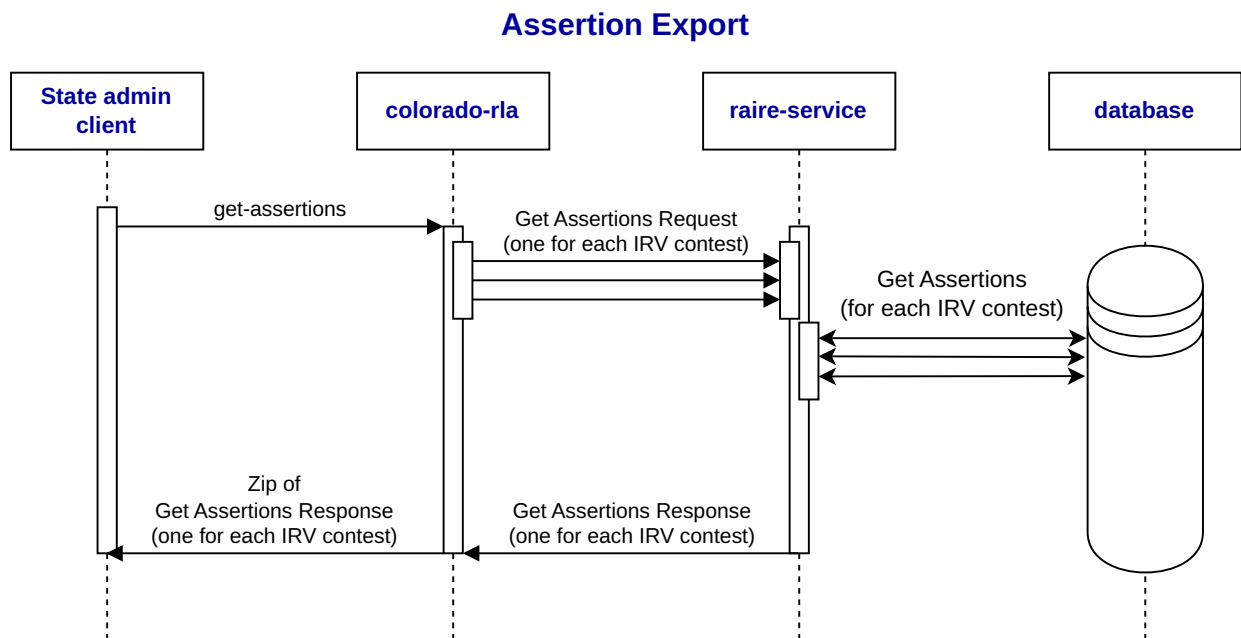 Assertion Export
State admin
client
colorado-rla
raire-service
database
get-assertions
Get Assertions Request
(one for each IRV contest)
Get Assertions
(for each IRV contest)
Zip of
Get Assertions Response
(one for each IRV contest)
Get Assertions Response
(one for each IRV contest)